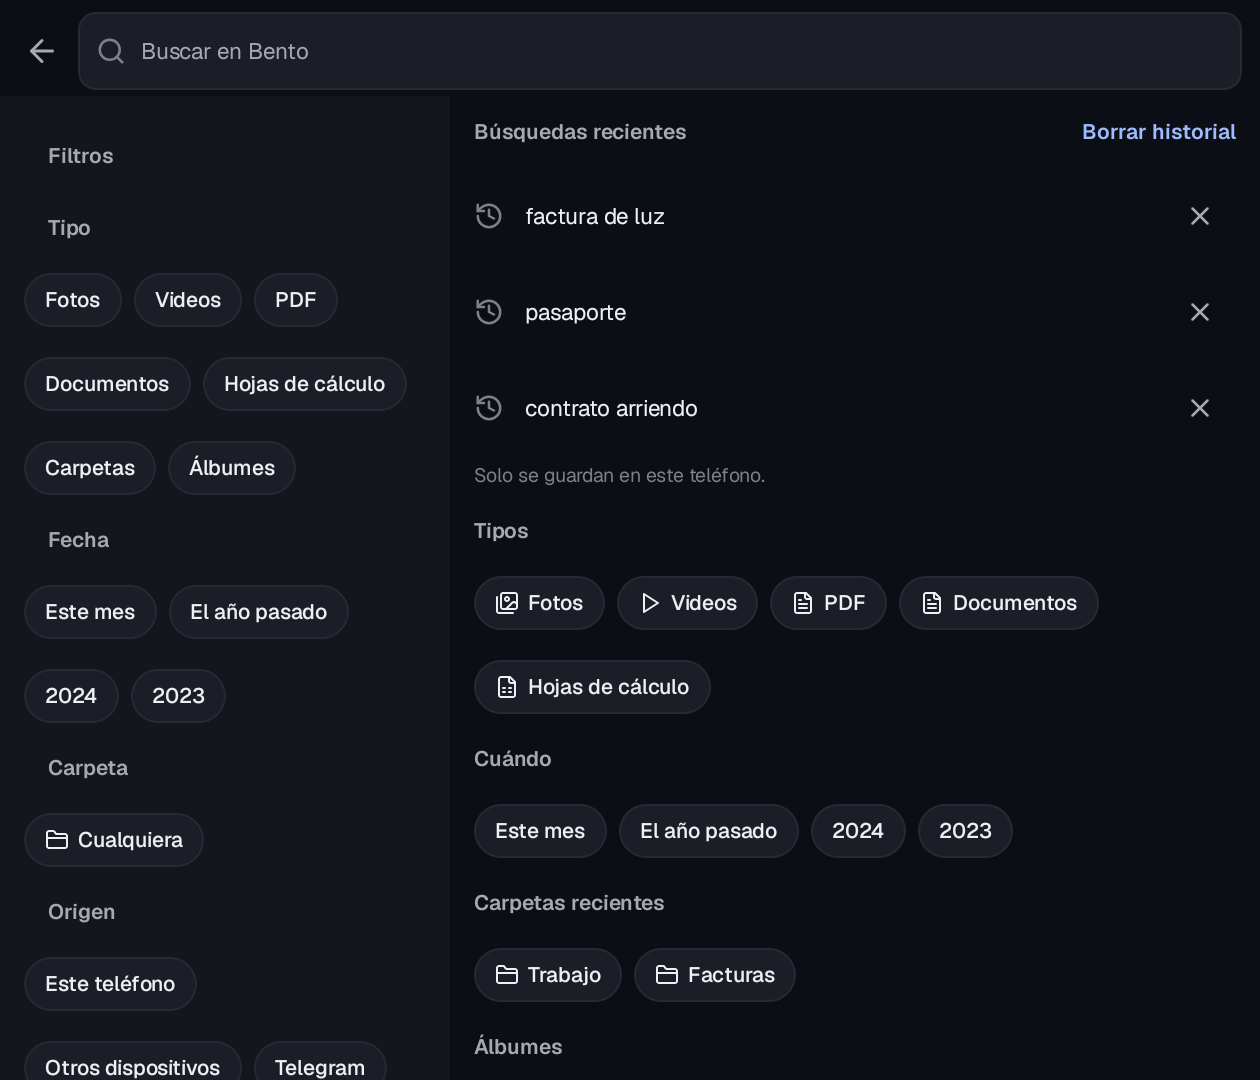 Buscar en Bento
Filtros
Tipo
Fotos Videos PDF
Documentos Hojas de cálculo
Carpetas Álbumes
Fecha
Este mes El año pasado
2024 2023
Carpeta
Cualquiera
Origen
Este teléfono
Otros dispositivos Telegram
Búsquedas recientes Borrar historial
factura de luz
pasaporte
contrato arriendo
Solo se guardan en este teléfono.
Tipos
Fotos Videos PDF Documentos
Hojas de cálculo
Cuándo
Este mes El año pasado 2024 2023
Carpetas recientes
Trabajo Facturas
Álbumes